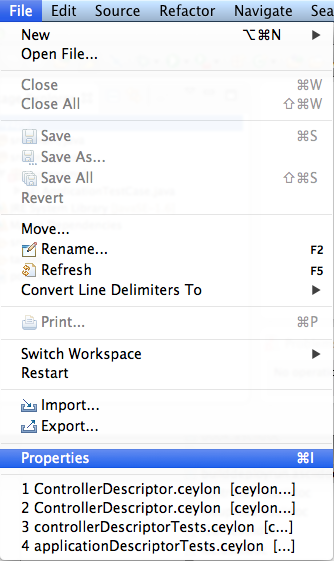 File Edit Source Refactor Navigate Sea
New ⌥⌘N
Open File...
Close ⌘W
Close All ⇧⌘W
Save ⌘S
Save As...
Save All ⇧⌘S
Revert
Move...
Rename... F2
Refresh F5
Convert Line Delimiters To
Print... ⌘P
Switch Workspace
Restart
Import...
Export...
Properties ⌘I
1 ControllerDescriptor.ceylon [ceylon...]
2 ControllerDescriptor.ceylon [ceylon...]
3 controllerDescriptorTests.ceylon [c...]
4 applicationDescriptorTests.ceylon [...]